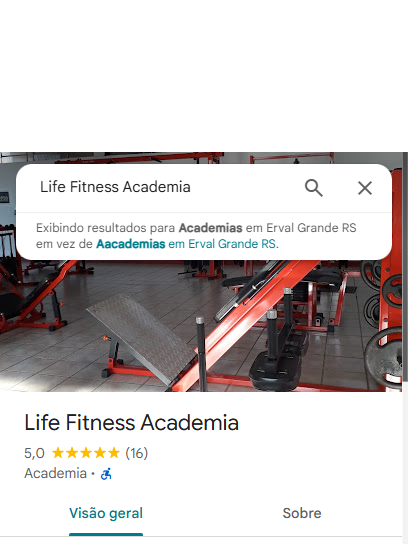 Life Fitness Academia
Exibindo resultados para Academias em Erval Grande RS
em vez de Aacademias em Erval Grande RS.
Life Fitness Academia
5,0 ★★★★★ (16)
Academia ·
Visão geral
Sobre